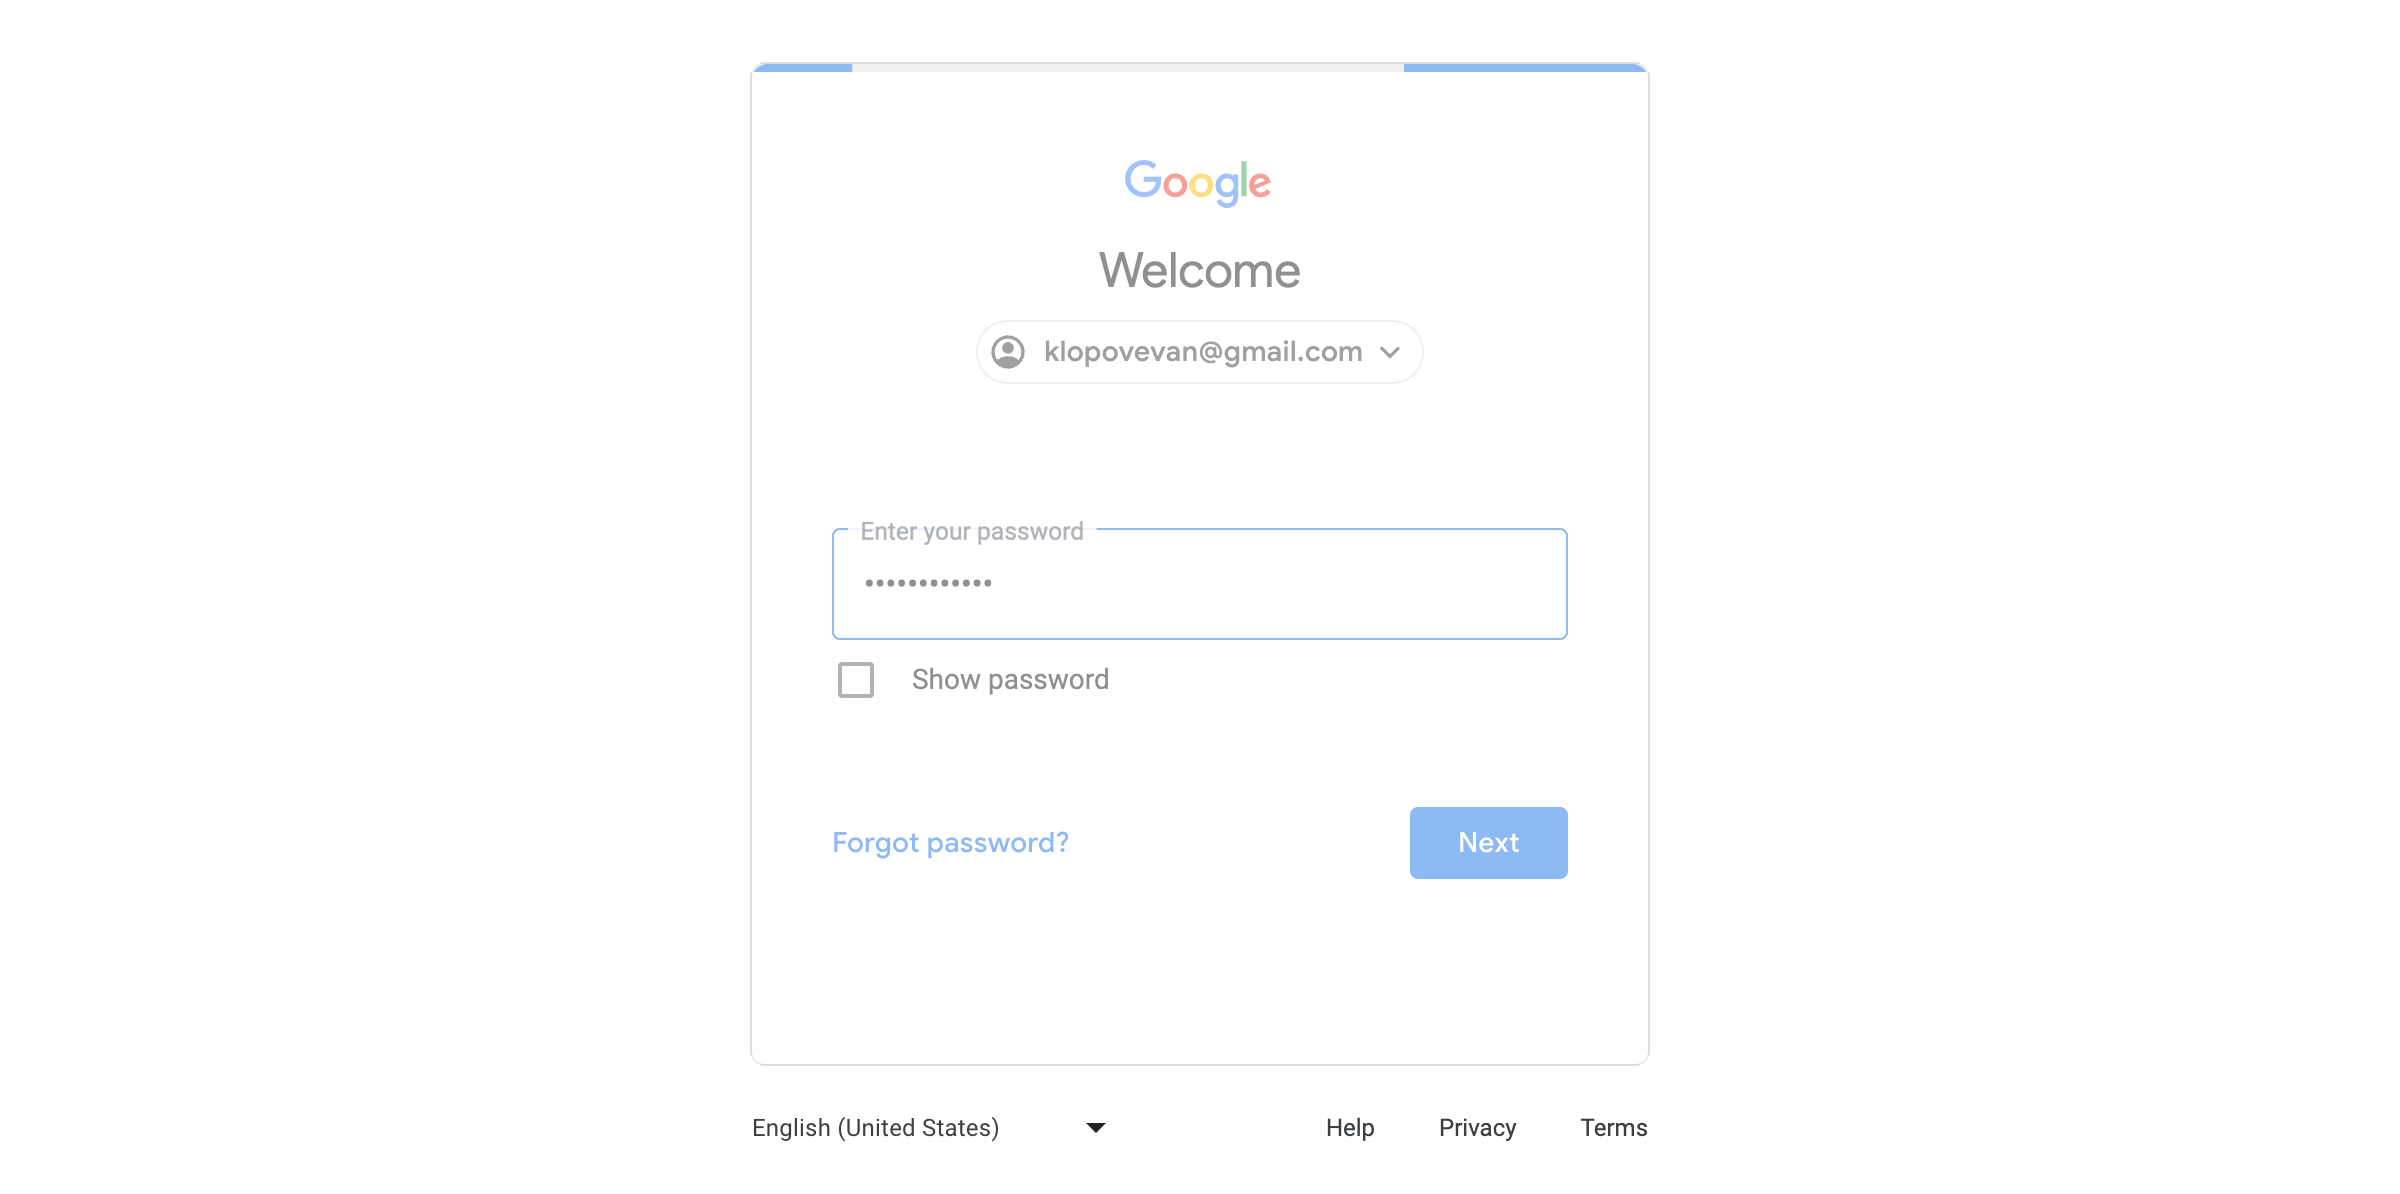 Google
Welcome
klopovevan@gmail.com
Enter your password
••••••••••••
Show password
Forgot password?
Next
English (United States)
Help
Privacy
Terms